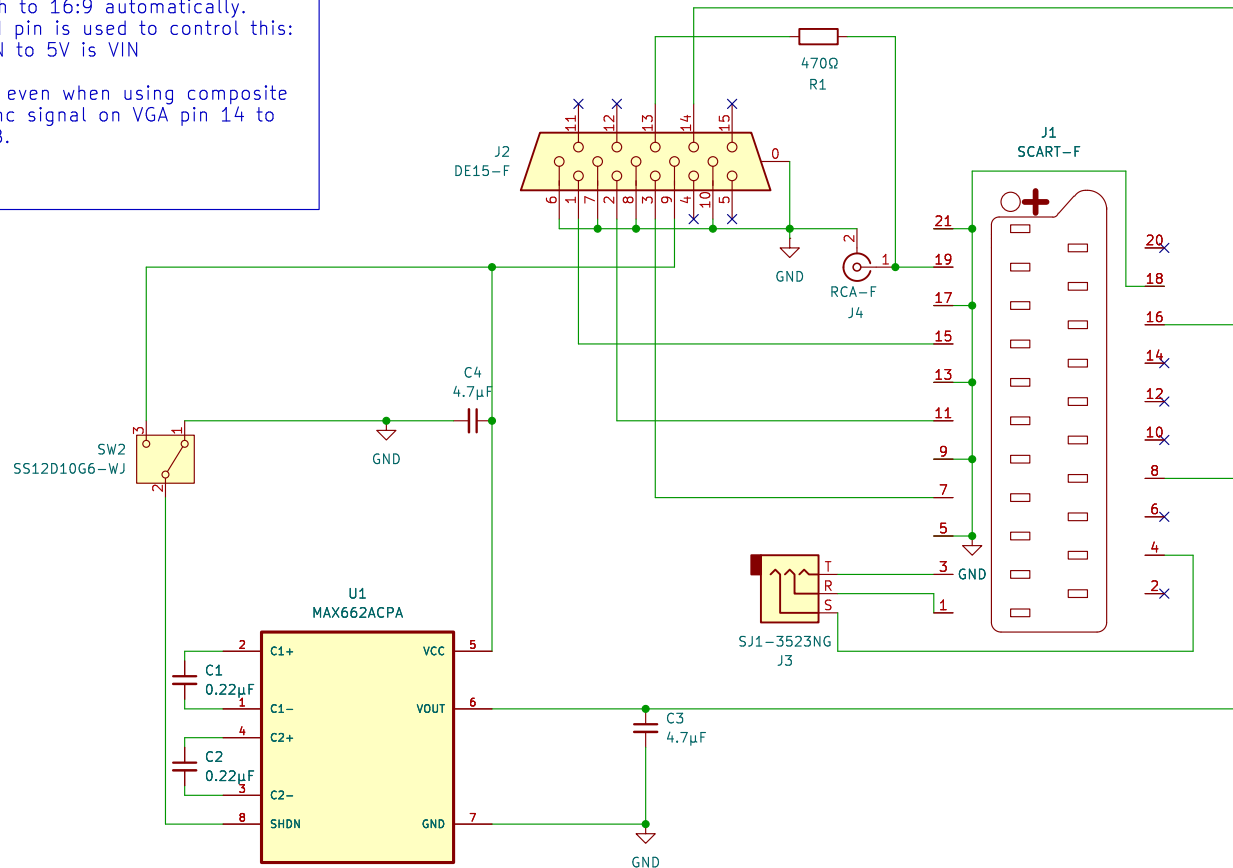 to 16:9 automatically.
pin is used to control this:
to 5V is VIN
even when using composite
signal on VGA pin 14 to
470Ω
R1
11
12
13
14
15
J2
DE15-F
0
6
1
7
2
8
3
9
4
10
5
GND
2
1
RCA-F
J4
J1
SCART-F
21
19
17
15
13
11
9
7
5
3
1
20
18
16
14
12
10
8
6
4
2
GND
C4
4.7µF
GND
3
1
2
SW2
SS12D10G6-WJ
T
R
S
SJ1-3523NG
J3
U1
MAX662ACPA
2
C1+
1
C1-
4
C2+
3
C2-
8
SHDN
VCC
5
VOUT
6
GND
7
C1
0.22µF
C2
0.22µF
C3
4.7µF
GND